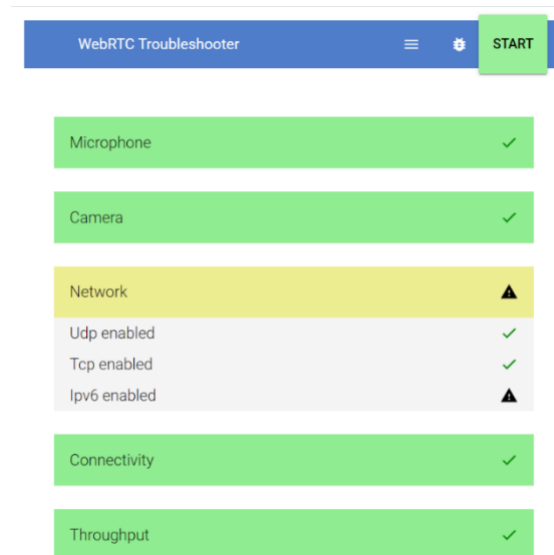 WebRTC Troubleshooter
START
Microphone
Camera
Network
Udp enabled
Tcp enabled
Ipv6 enabled
Connectivity
Throughput